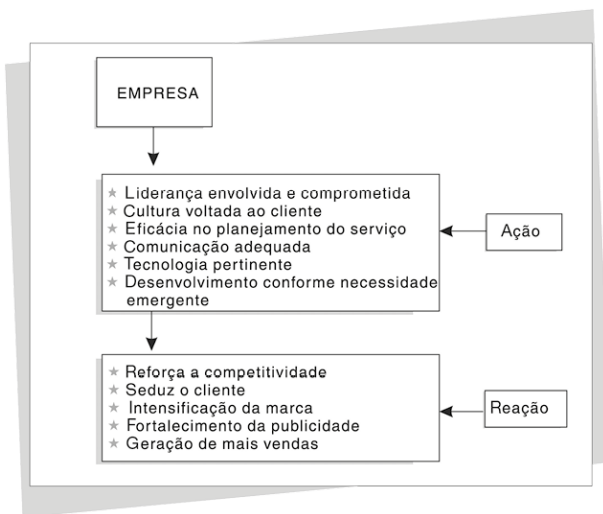 EMPRESA
Liderança envolvida e comprometida
Cultura voltada ao cliente
Eficácia no planejamento do serviço
Comunicação adequada
Tecnologia pertinente
Desenvolvimento conforme necessidade
emergente
Ação
Reforça a competitividade
Seduz o cliente
Intensificação da marca
Fortalecimento da publicidade
Geração de mais vendas
Reação